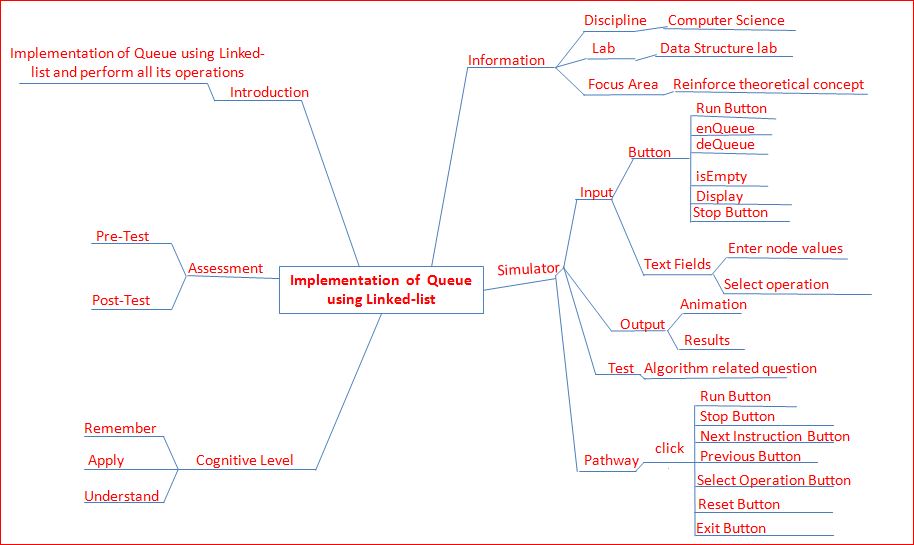 Implementation of Queue using Linked-
list and perform all its operations
Introduction
Information
Discipline
Computer Science
Lab
Data Structure lab
Focus Area
Reinforce theoretical concept
Pre-Test
Assessment
Post-Test
Implementation of Queue
using Linked-list
Simulator
Input
Button
Run Button
enQueue
deQueue
isEmpty
Display
Stop Button
Text Fields
Enter node values
Select operation
Output
Animation
Results
Test
Algorithm related question
Pathway
click
Run Button
Stop Button
Next Instruction Button
Previous Button
Select Operation Button
Reset Button
Exit Button
Remember
Apply
Cognitive Level
Understand